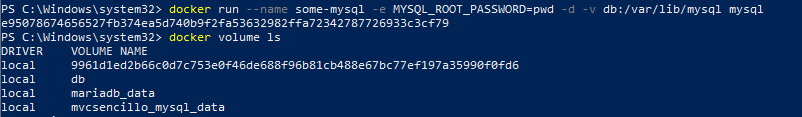 PS C:\Windows\system32> docker run --name some-mysql -e MYSQL_ROOT_PASSWORD=pwd -d -v db:/var/lib/mysql mysql
e95078674656527fb374ea5d740b9f2fa53632982ffa72342787726933c3cf79
PS C:\Windows\system32> docker volume ls
DRIVER    VOLUME NAME
local     9961d1ed2b66c0d7c753e0f46de688f96b81cb488e67bc77ef197a35990f0fd6
local     db
local     mariadb_data
local     mvcsencillo_mysql_data